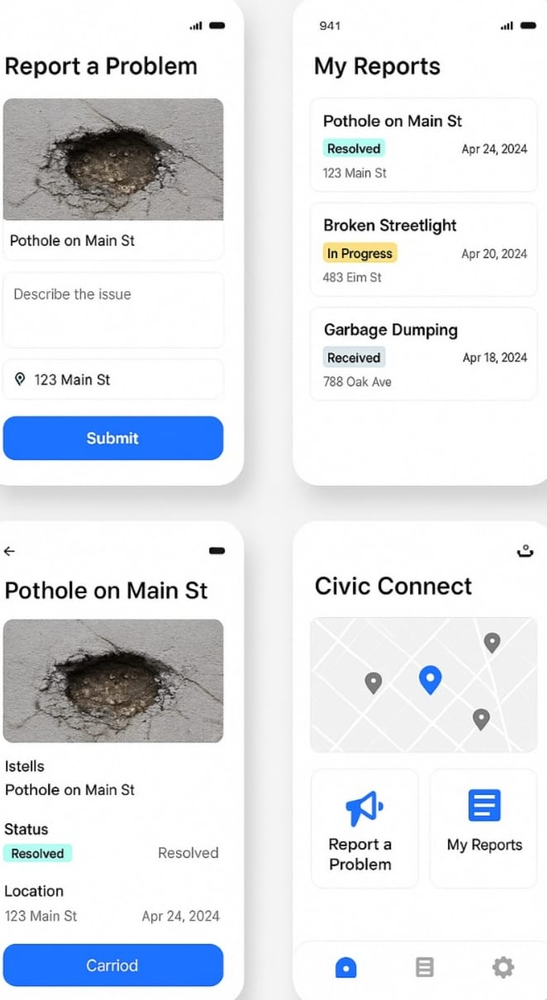 Report a Problem
Pothole on Main St
Describe the issue
123 Main St
Submit
941
My Reports
Pothole on Main St
Resolved
Apr 24, 2024
123 Main St
Broken Streetlight
In Progress
Apr 20, 2024
483 Eim St
Garbage Dumping
Received
Apr 18, 2024
788 Oak Ave
Pothole on Main St
Istells
Pothole on Main St
Status
Resolved
Resolved
Location
123 Main St
Apr 24, 2024
Carriod
Civic Connect
Report a
Problem
My Reports